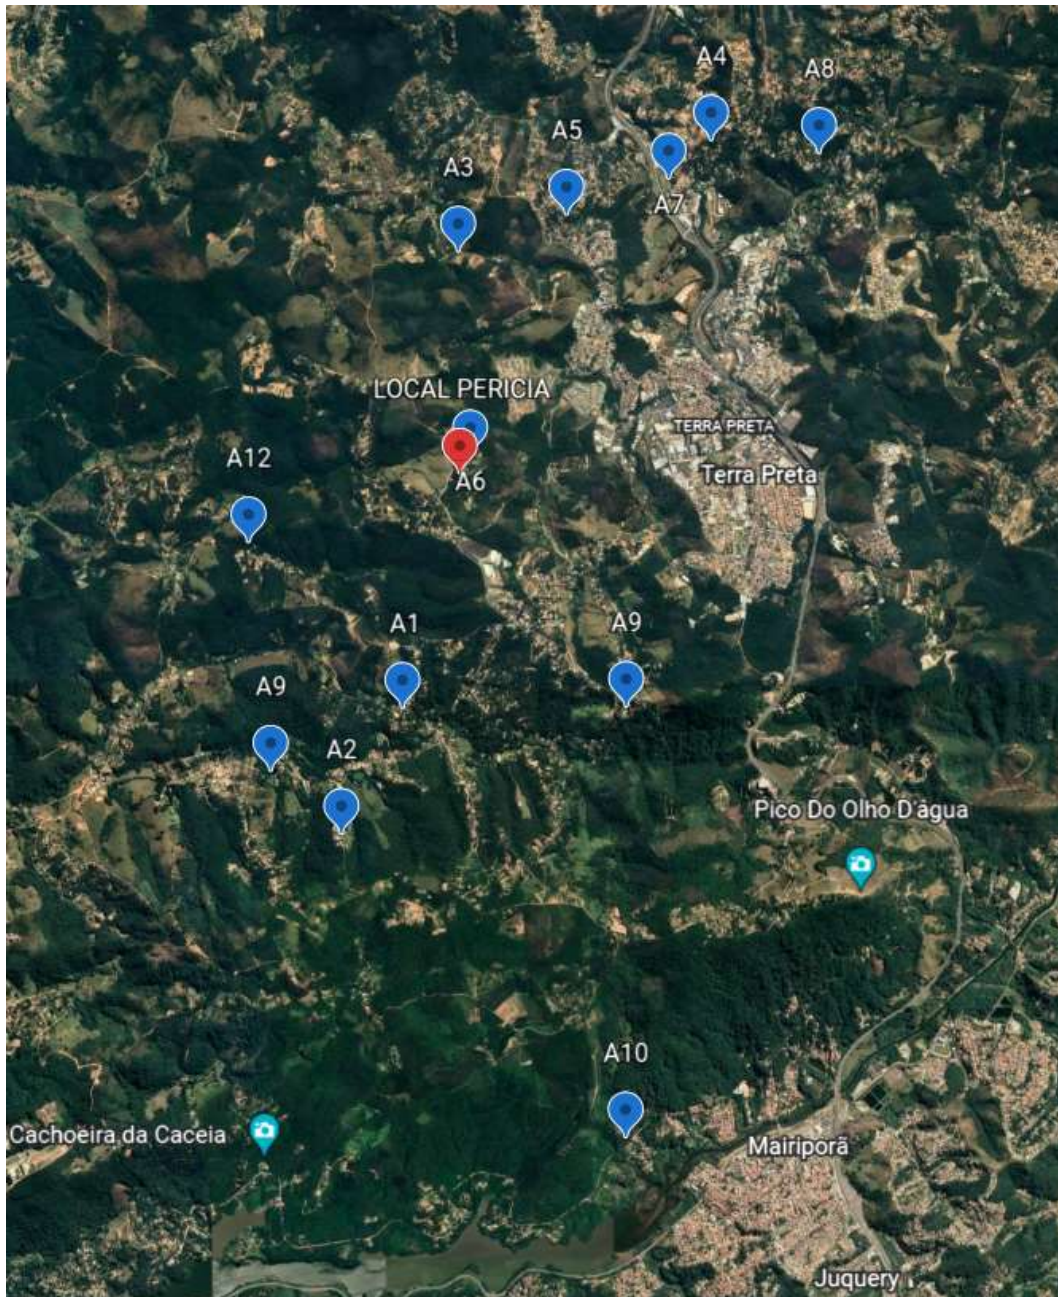 A4
A8
A5
A3
A7
LOCAL PERICIA
TERRA PRETA
A12
Terra Preta
A6
A1
A9
A9
A2
Pico Do Olho D'água
A10
Cachoeira da Caceia
Mairiporã
Juquery